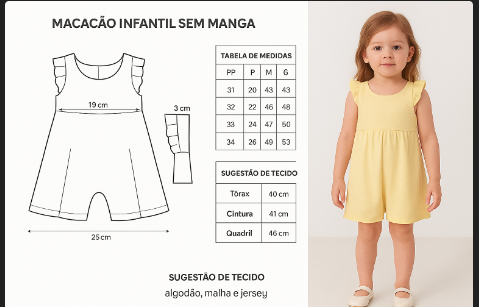 MACACÃO INFANTIL SEM MANGA
19 cm
3 cm
25 cm
TABELA DE MEDIDAS
PP P M G
31 20 43 43
32 22 46 48
33 24 47 50
34 26 49 53
SUGESTÃO DE TECIDO
Tórax 40 cm
Cintura 41 cm
Quadril 46 cm
SUGESTÃO DE TECIDO
algodão, malha e jersey